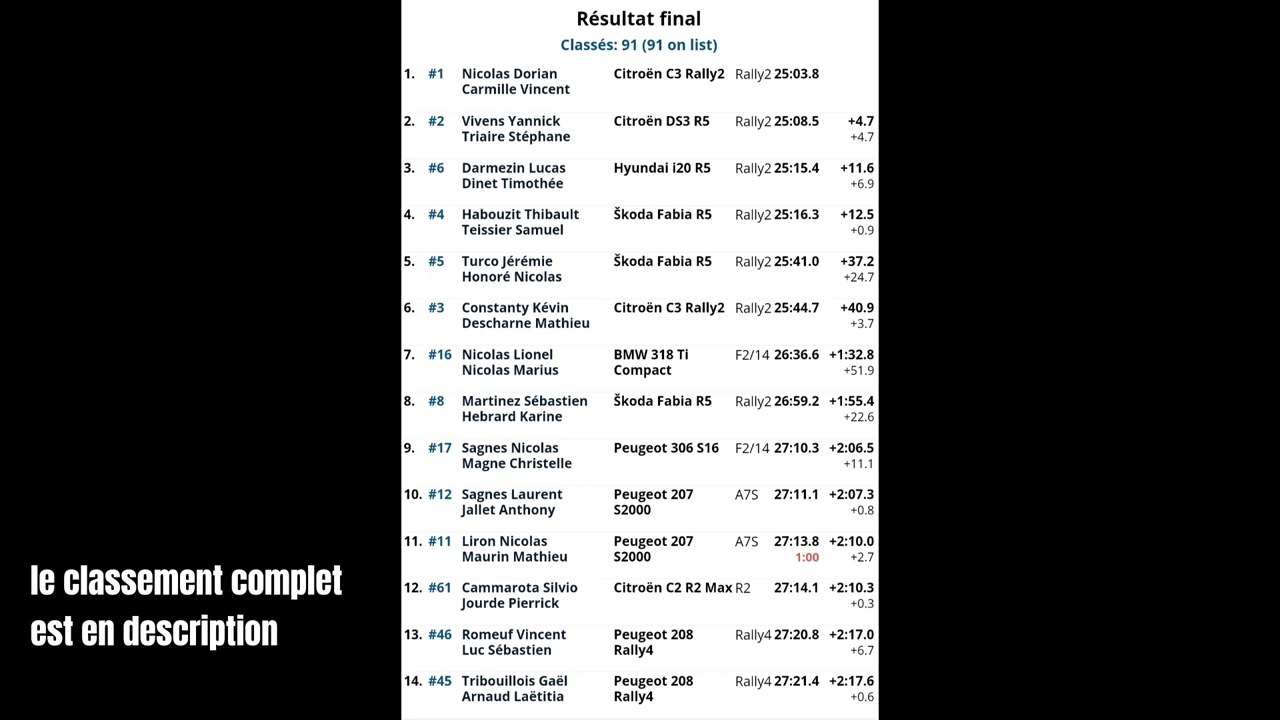 Résultat final
Classés: 91 (91 on list)
1. #1 Nicolas Dorian Citroën C3 Rally2 Rally2 25:03.8
Carmille Vincent
2. #2 Vivens Yannick Citroën DS3 R5 Rally2 25:08.5 +4.7
Triaire Stéphane +4.7
3. #6 Darmezin Lucas Hyundai i20 R5 Rally2 25:15.4 +11.6
Dinet Timothée +6.9
4. #4 Habouzit Thibault Škoda Fabia R5 Rally2 25:16.3 +12.5
Teissier Samuel +0.9
5. #5 Turco Jérémie Škoda Fabia R5 Rally2 25:41.0 +37.2
Honoré Nicolas +24.7
6. #3 Constanty Kévin Citroën C3 Rally2 Rally2 25:44.7 +40.9
Descharne Mathieu +3.7
7. #16 Nicolas Lionel BMW 318 Ti F2/14 26:36.6 +1:32.8
Nicolas Marius Compact +51.9
8. #8 Martinez Sébastien Škoda Fabia R5 Rally2 26:59.2 +1:55.4
Hebrard Karine +22.6
9. #17 Sagnes Nicolas Peugeot 306 S16 F2/14 27:10.3 +2:06.5
Magne Christelle +11.1
10. #12 Sagnes Laurent Peugeot 207 A7S 27:11.1 +2:07.3
Jallet Anthony S2000 +0.8
11. #11 Liron Nicolas Peugeot 207 A7S 27:13.8 +2:10.0
Maurin Mathieu S2000 1:00 +2.7
12. #61 Cammarota Silvio Citroën C2 R2 Max R2 27:14.1 +2:10.3
Jourde Pierrick +0.3
13. #46 Romeuf Vincent Peugeot 208 Rally4 27:20.8 +2:17.0
Luc Sébastien Rally4 +6.7
14. #45 Tribouillois Gaël Peugeot 208 Rally4 27:21.4 +2:17.6
Arnaud Laëtitia Rally4 +0.6
le classement complet
est en description